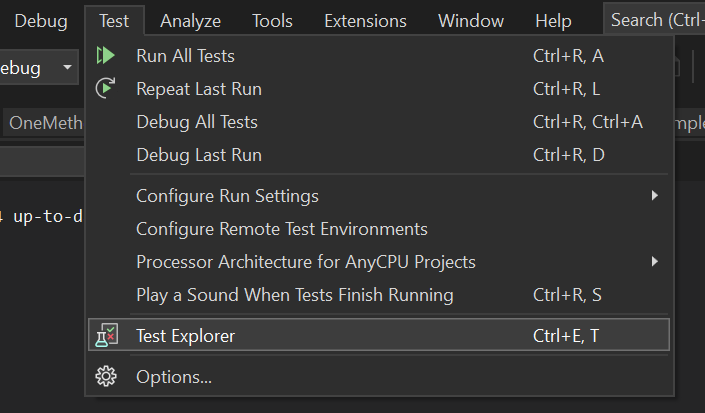 Debug Test Analyze Tools Extensions Window Help Search (Ctrl-
ebug
Run All Tests Ctrl+R, A
Repeat Last Run Ctrl+R, L
OneMeth
Debug All Tests Ctrl+R, Ctrl+A
mple
Debug Last Run Ctrl+R, D
Configure Run Settings
up-to-d
Configure Remote Test Environments
Processor Architecture for AnyCPU Projects
Play a Sound When Tests Finish Running Ctrl+R, S
Test Explorer Ctrl+E, T
Options...